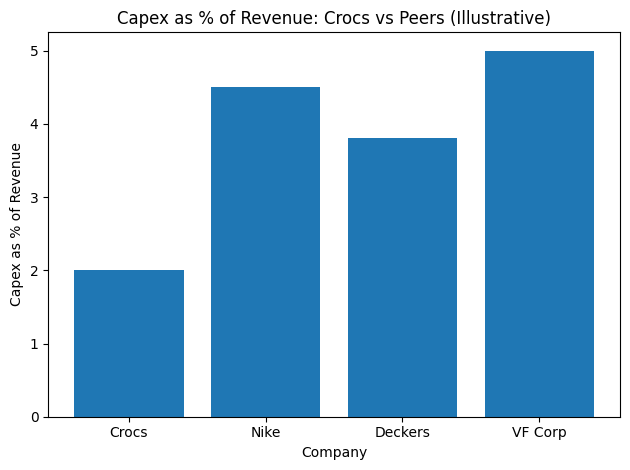 Capex as % of Revenue: Crocs vs Peers (Illustrative)
Capex as % of Revenue
5
4
3
2
1
0
Crocs Nike Deckers VF Corp
Company